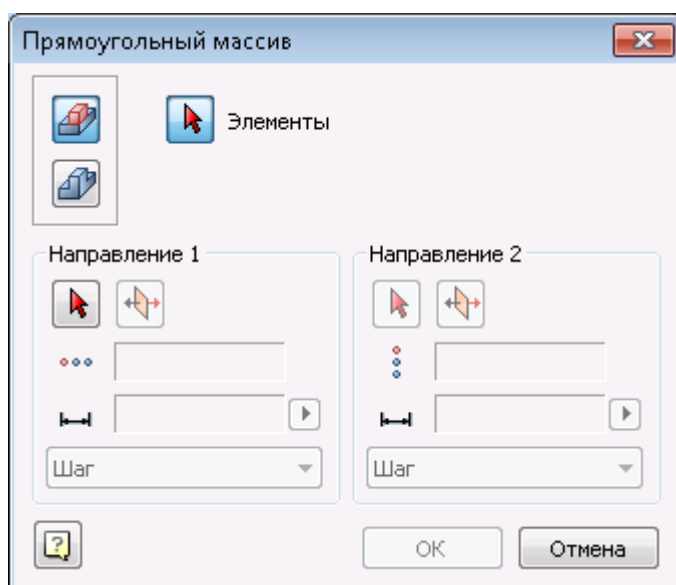 Прямоугольный массив
Элементы
Направление 1
Направление 2
Шаг
Шаг
?
OK
Отмена